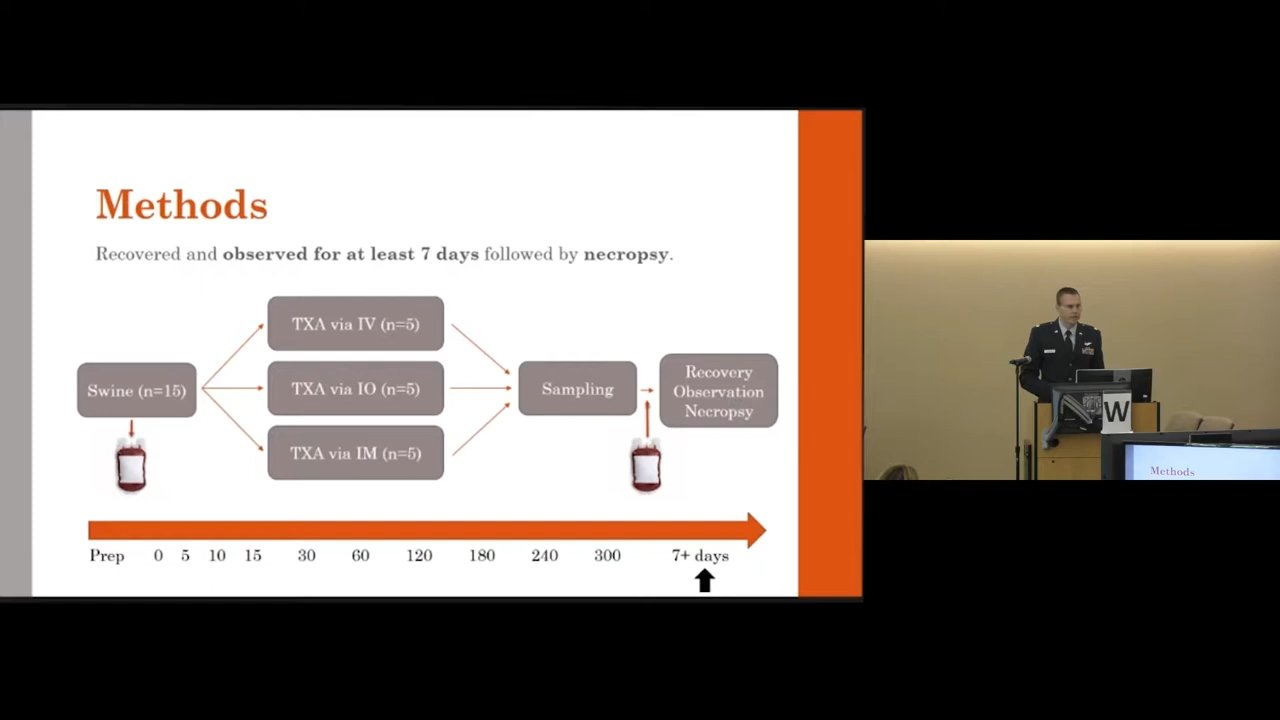 Methods
Recovered and observed for at least 7 days followed by necropsy.
TXA via IV (n=5)
Swine (n=15)
TXA via IO (n=5)
TXA via IM (n=5)
Sampling
Recovery
Observation
Necropsy
Prep 0 5 10 15 30 60 120 180 240 300 7+ days
W
Methods